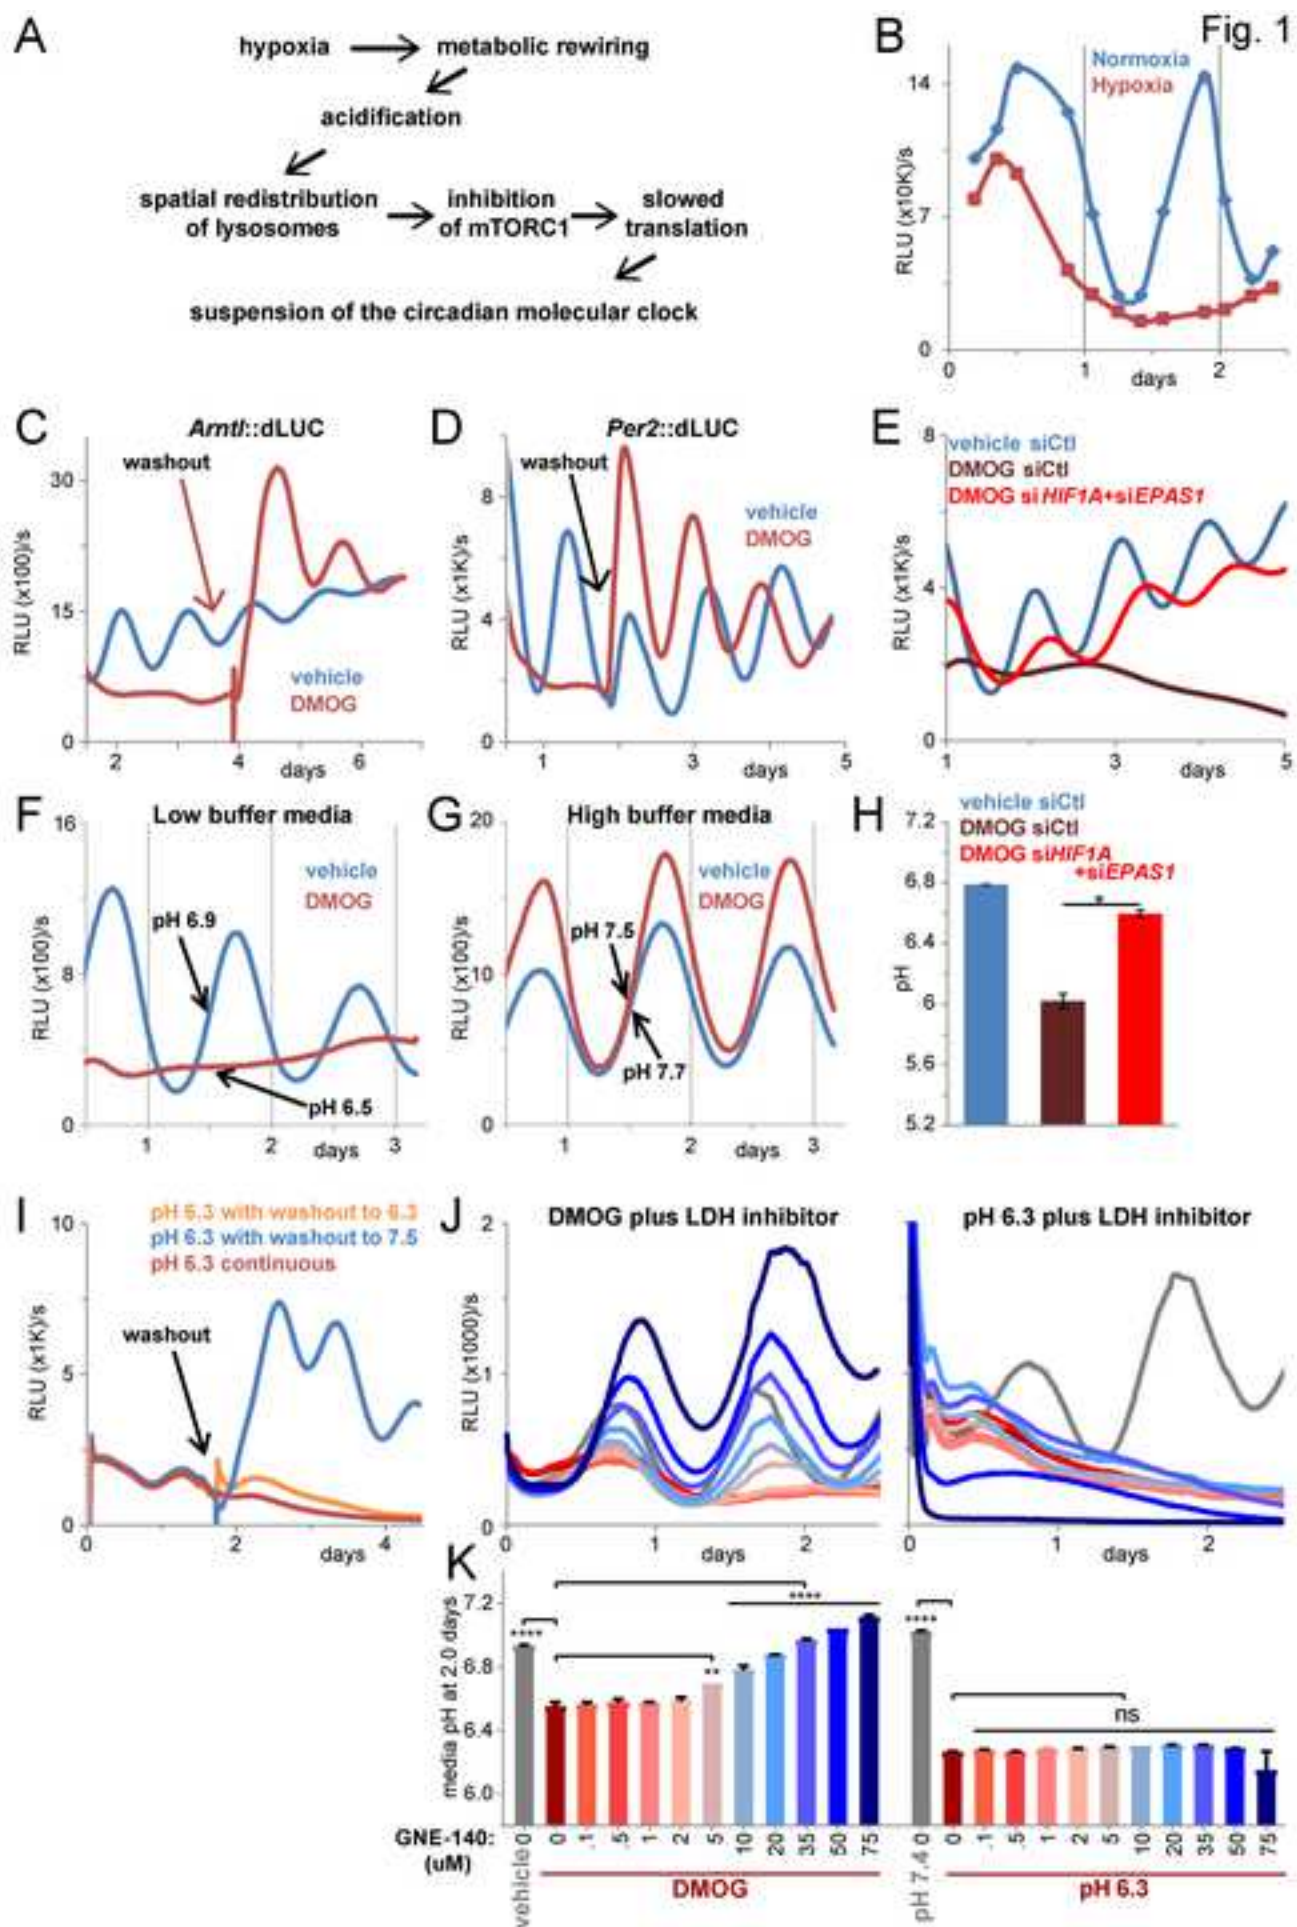 Fig. 1
A
hypoxia metabolic rewiring
acidification
spatial redistribution
of lysosomes
inhibition
of mTORC1
slowed
translation
suspension of the circadian molecular clock
B
Normoxia
Hypoxia
RLU (x10K)/s
14
7
0
0 1 2
days
C
Arntl::dLUC
washout
RLU (x100)/s
30
15
0
vehicle
DMOG
2 4 6
days
D
Per2::dLUC
washout
RLU (x1K)/s
8
4
0
vehicle
DMOG
1 3 5
days
E
vehicle siCtl
DMOG siCtl
DMOG siHIF1A+siEPAS1
RLU (x1K)/s
8
4
0
1 3 5
days
F
Low buffer media
RLU (x100)/s
16
8
0
vehicle
DMOG
pH 6.9
pH 6.5
1 2 3
days
G
High buffer media
RLU (x100)/s
20
10
0
vehicle
DMOG
pH 7.5
pH 7.7
1 2 3
days
H
vehicle siCtl
DMOG siCtl
DMOG siHIF1A
+siEPAS1
*
pH
7.2
6.8
6.4
6
5.6
5.2
I
pH 6.3 with washout to 6.3
pH 6.3 with washout to 7.5
pH 6.3 continuous
washout
RLU (x1K)/s
10
5
0
0 2 4
days
J
DMOG plus LDH inhibitor
RLU (x1000)/s
2
1
0
0 1 2
days
pH 6.3 plus LDH inhibitor
0 1 2
days
K
media pH at 2.0 days
7.2
6.8
6.4
6.0
****
**
****
****
ns
GNE-140:
(uM)
vehicle 0 0 .1 .5 1 2 5 10 20 35 50 75
DMOG
pH 7.4 0 0 .1 .5 1 2 5 10 20 35 50 75
pH 6.3